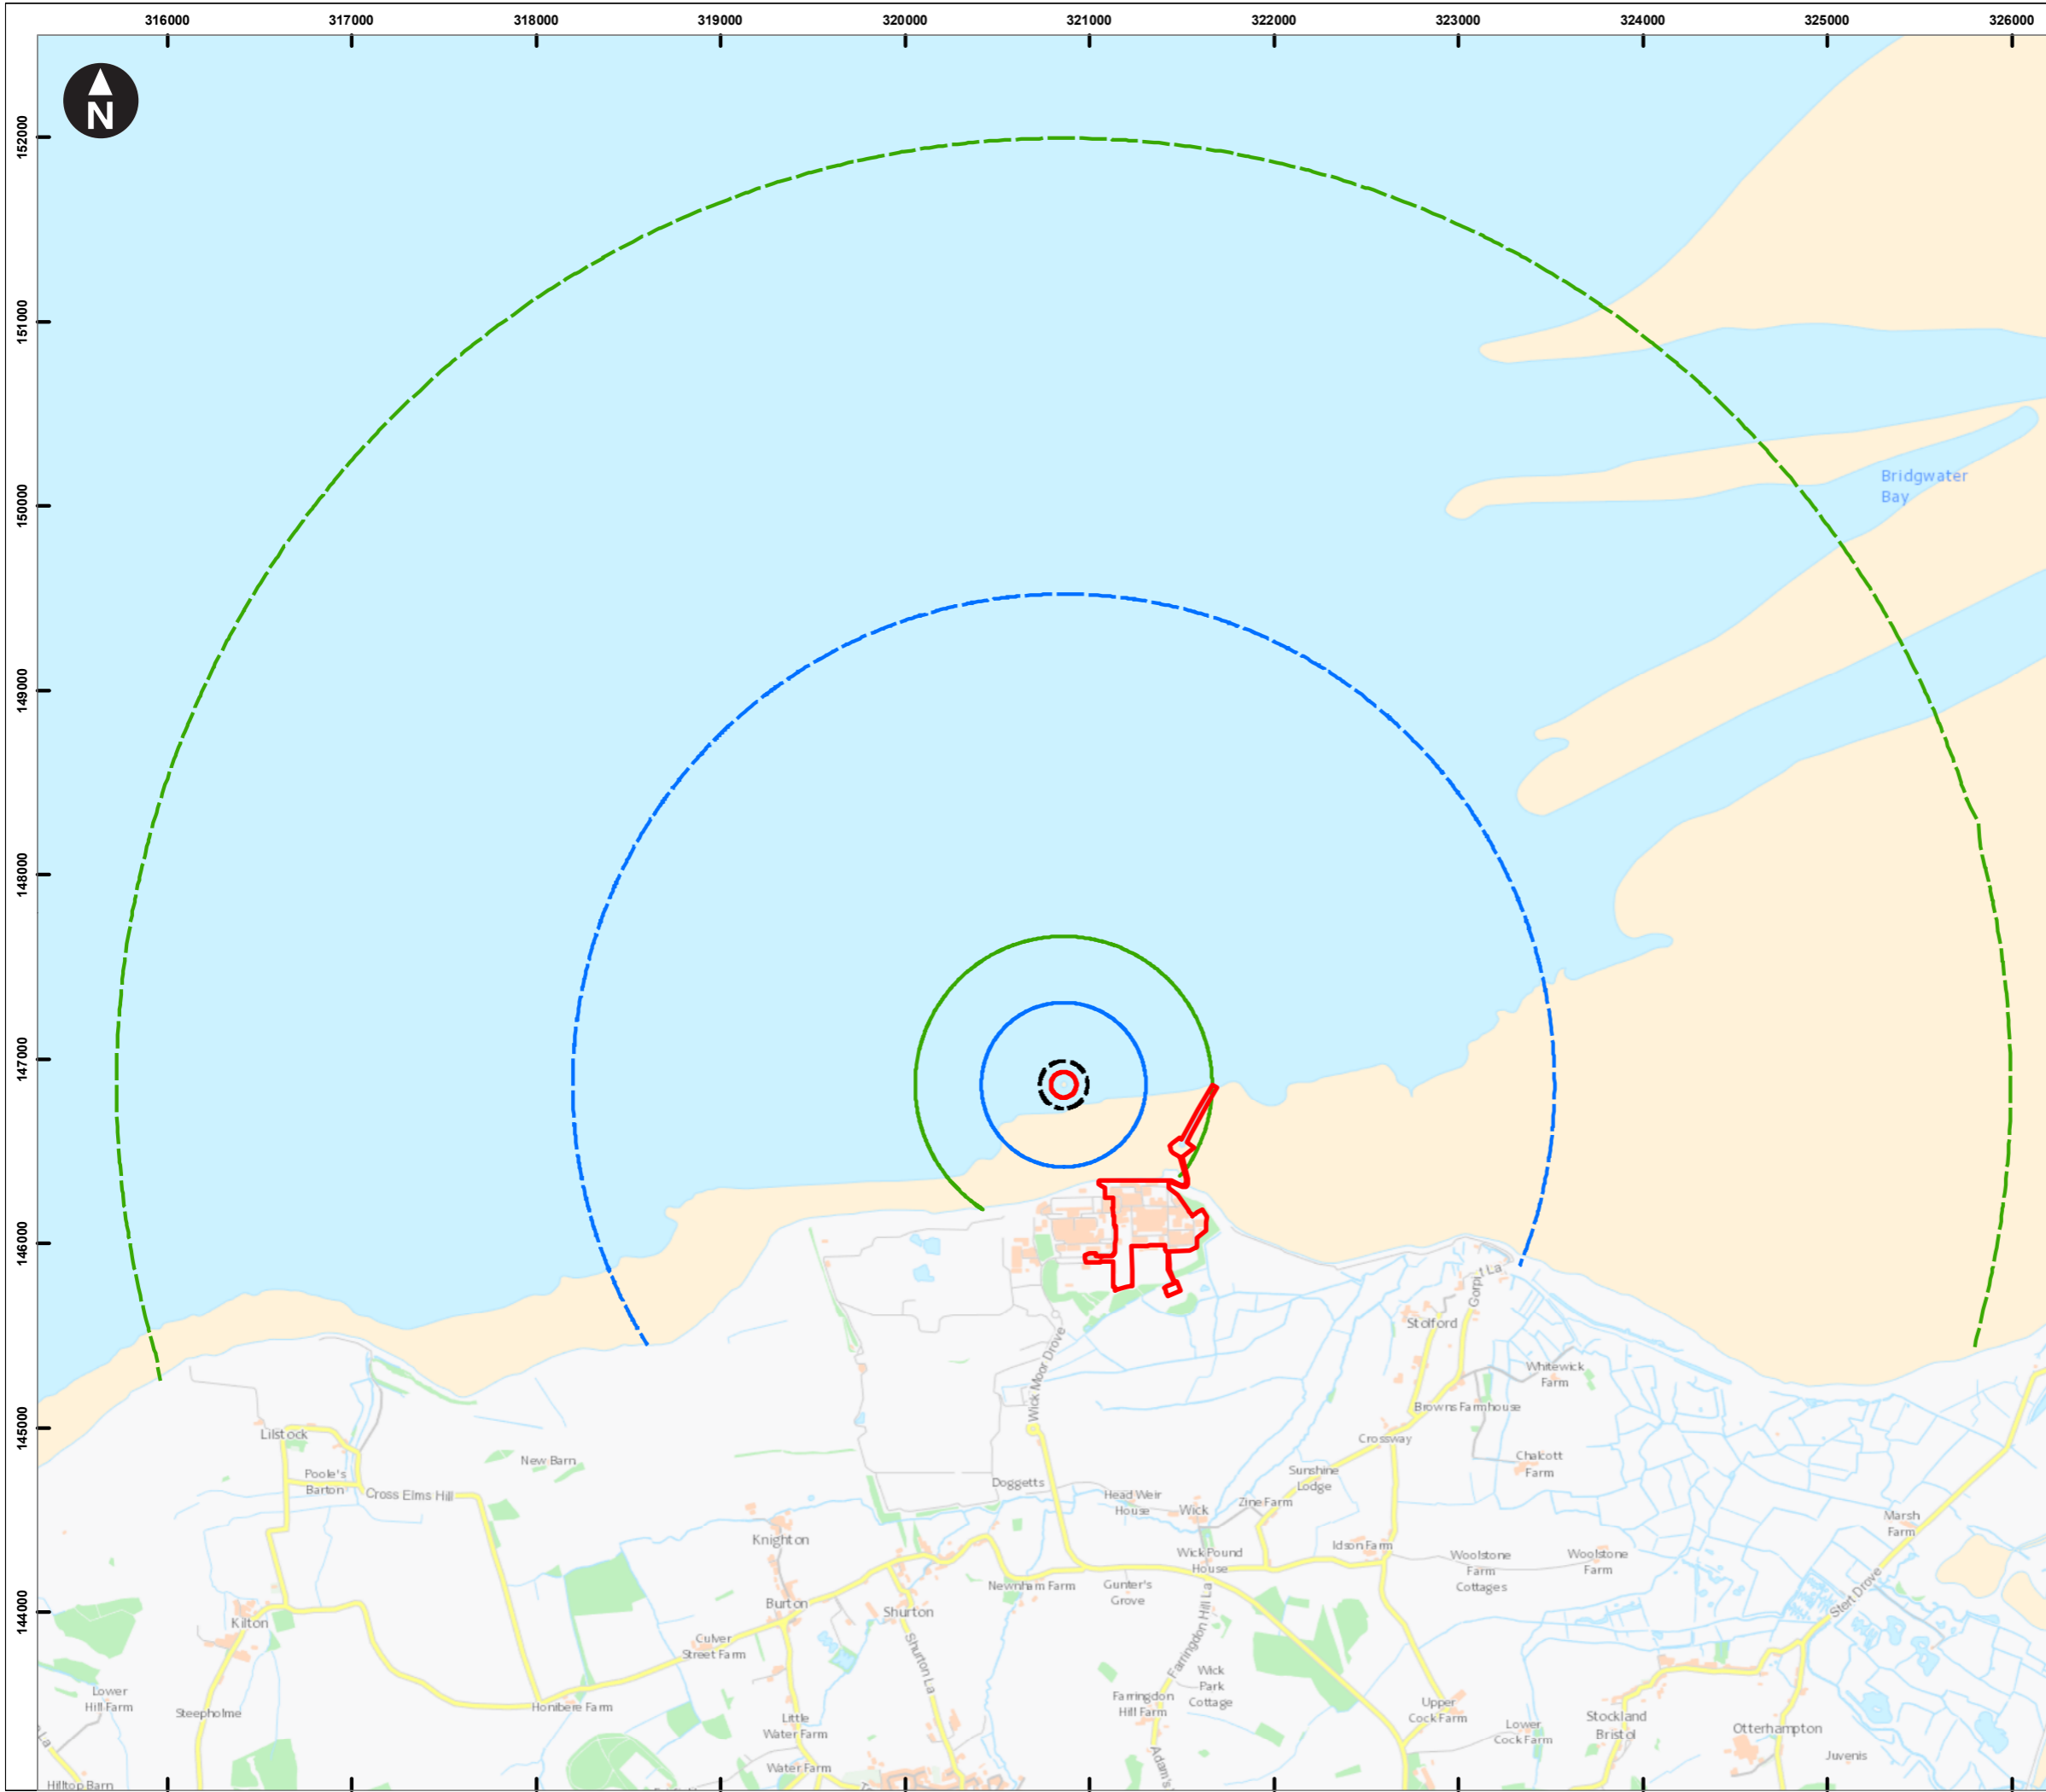 316000 317000 318000 319000 320000 321000 322000 323000 324000 325000 326000
N
152000
151000
150000
149000
148000
147000
146000
145000
144000
Bridgwater
Bay
Stolford
Gorpit La
Wick Moor Drove
Whitewick
Farm
Browns Farmhouse
Lilstock
Crossway
New Barn
Chalcott
Farm
Poole's
Barton
Cross Elms Hill
Doggetts
Sunshine
Lodge
Head Weir
House
Wick
Zine Farm
Marsh
Farm
Knighton
Idson Farm
Wick Pound
House
Woolstone
Farm
Cottages
Woolstone
Farm
Newnham Farm
Gunter's
Grove
Burton
Shurton
Stert Drove
Kilton
Culver
Street Farm
Shurton La
Farringdon Hill La
Wick
Park
Cottage
Lower
Hill Farm
Steepholme
Honibere Farm
Farringdon
Hill Farm
Upper
Cock Farm
Little
Water Farm
Lower
Cock Farm
Stockland
Bristol
Otterhampton
La
Adam's
Juvenis
Water Farm
Hilltop Barn